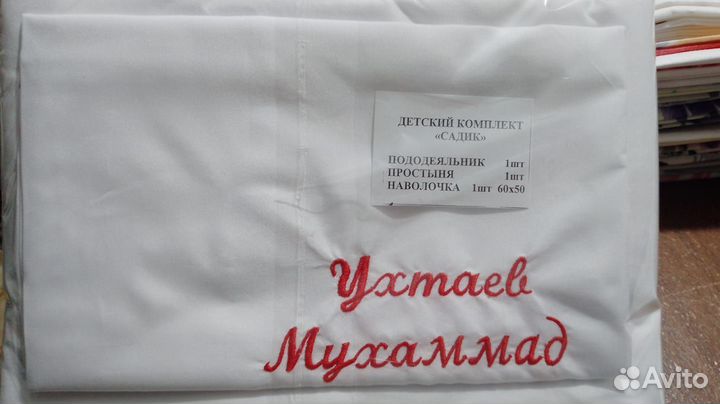 ДЕТСКИЙ КОМПЛЕКТ
«САДИК»
ПОДОДЕЯЛЬНИК 1шт
ПРОСТЫНЯ 1шт
НАВОЛОЧКА 1шт 60х50
Ухтаев
Мухаммад
Avito